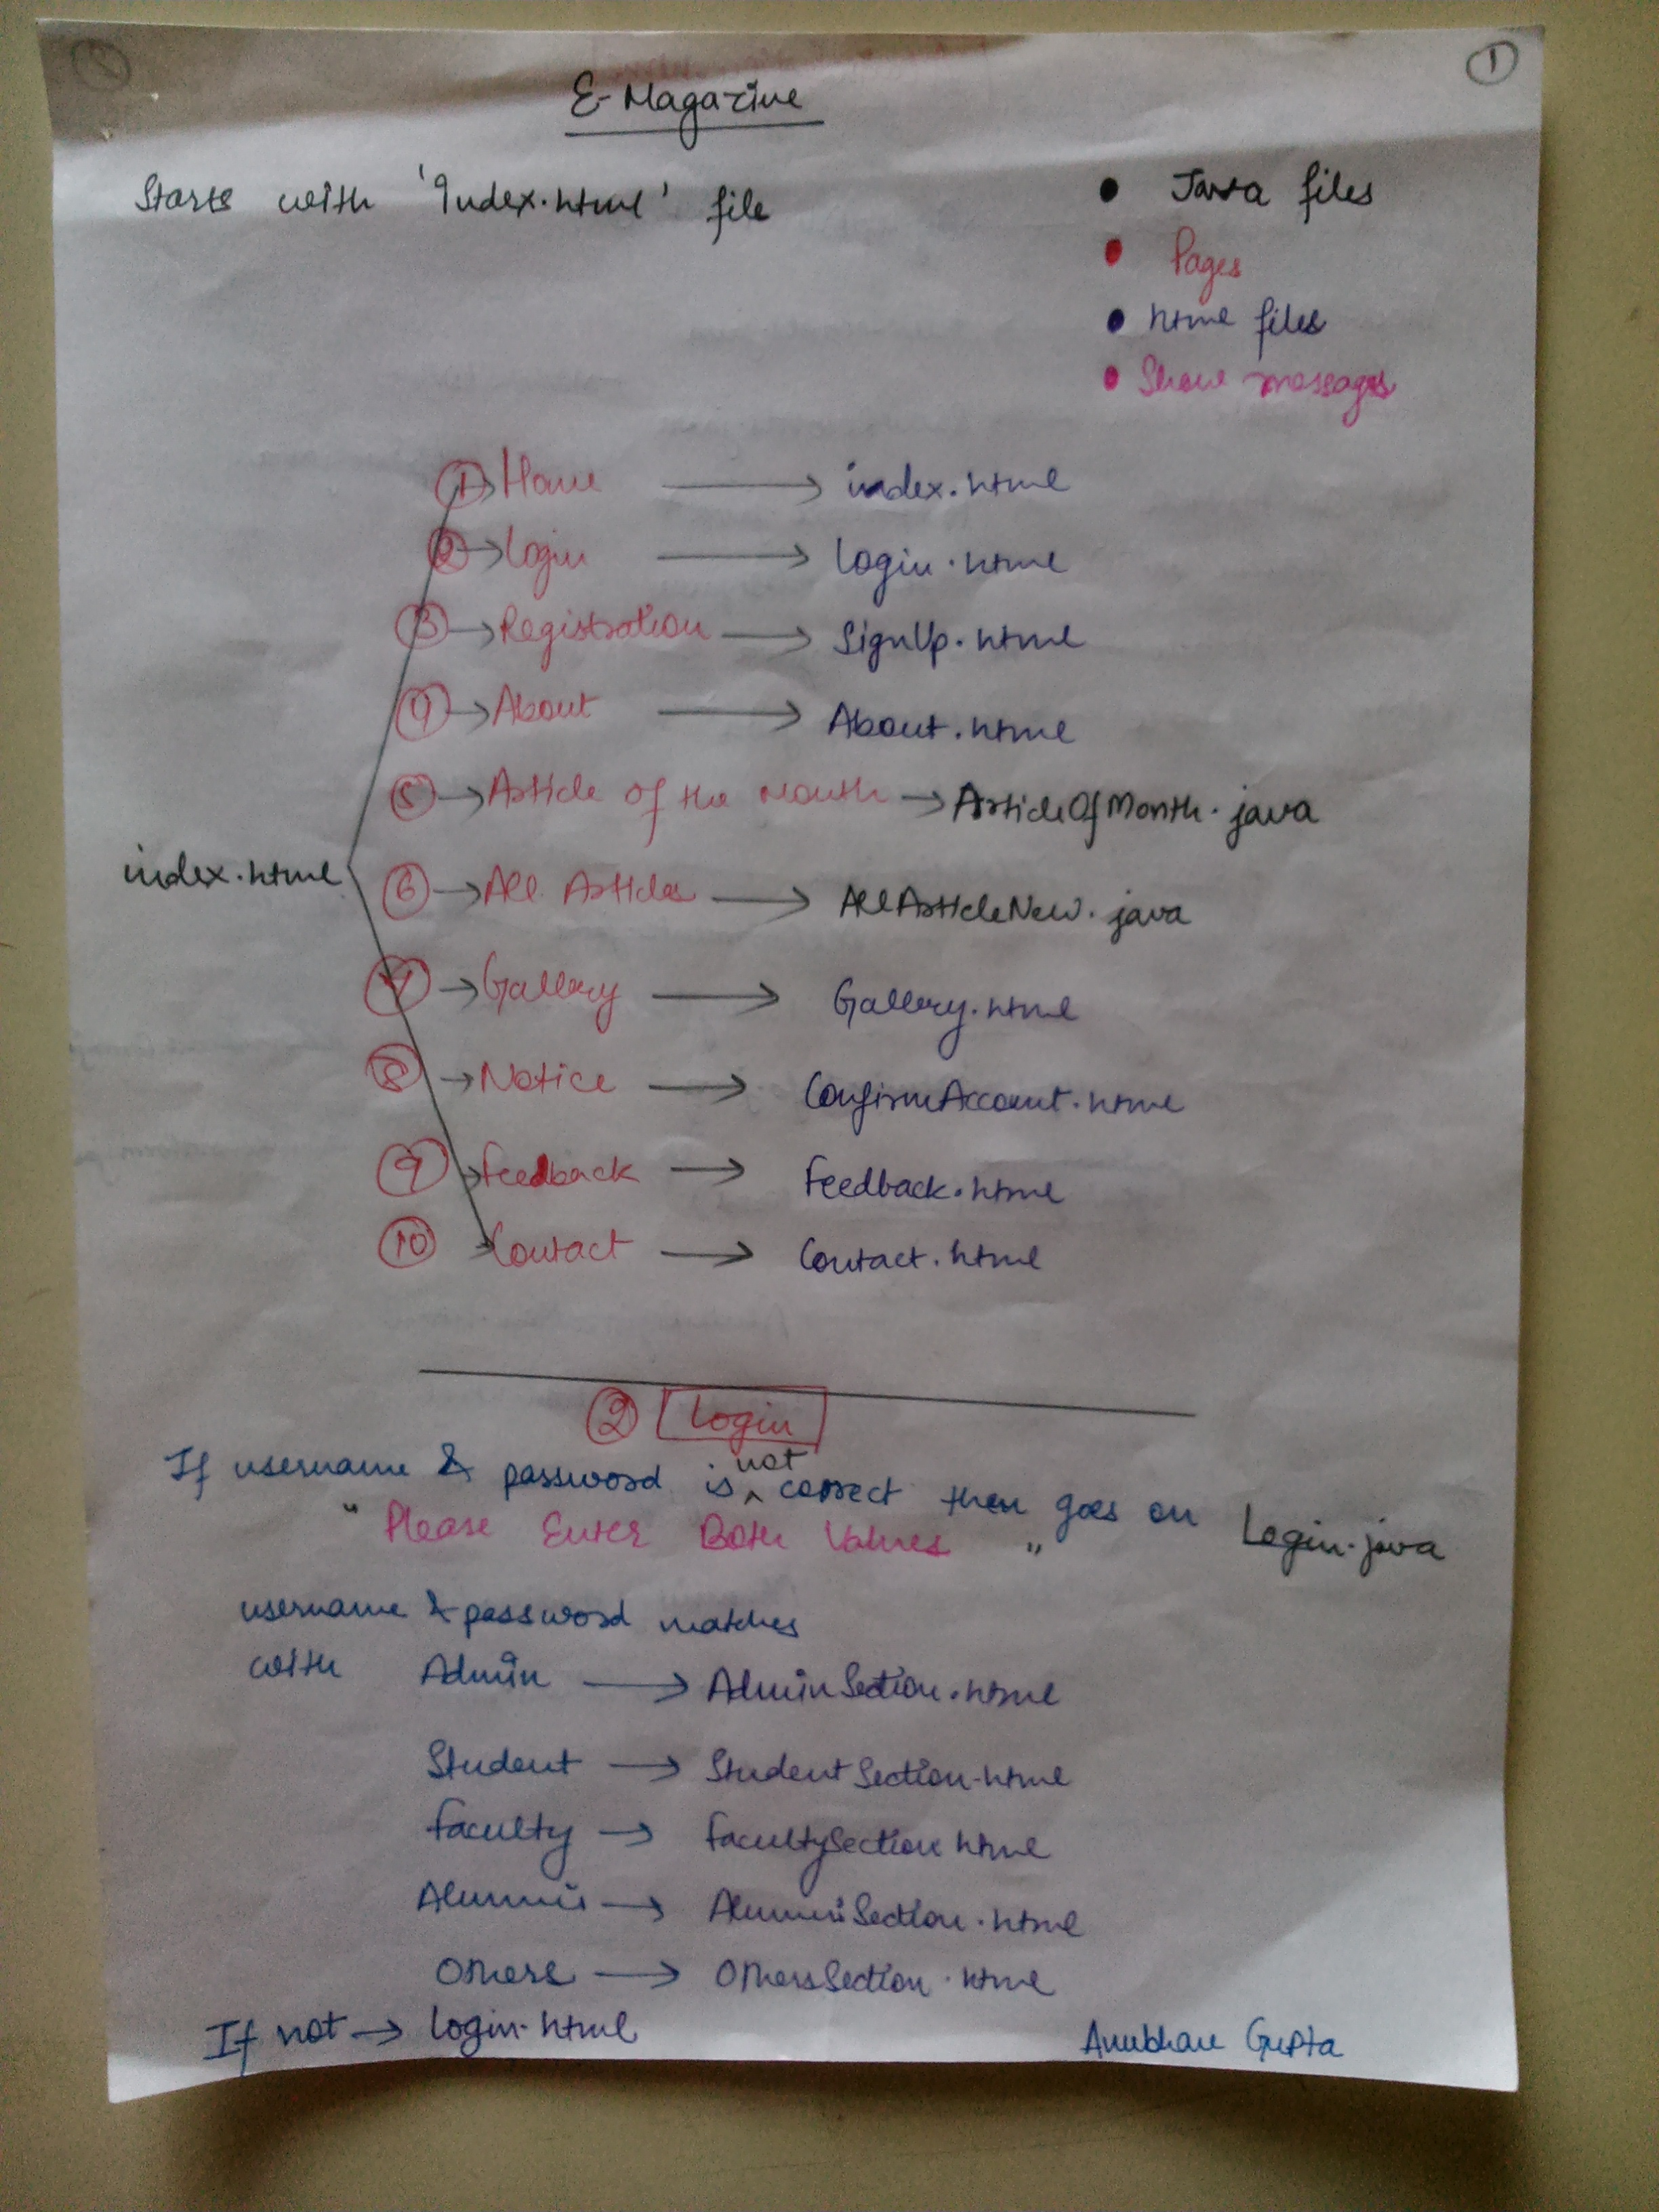 1
E-Magazine
Starts with 'Index.html' file
• Java files
• Pages
• html files
• Show messages
index.html
1 → Home → index.html
2 → Login → Login.html
3 → Registration → SignUp.html
4 → About → About.html
5 → Article of the month → ArticleOfMonth.java
6 → All Articles → AllArticleNew.java
7 → Gallery → Gallery.html
8 → Notice → ConfirmAccount.html
9 → Feedback → Feedback.html
10 → Contact → Contact.html
2 Login
If username & password is not correct then goes on Login.java
" Please Enter Both Values "
username & password matches
with Admin → AdminSection.html
Student → StudentSection.html
Faculty → FacultySection html
Alumni → AlumniSection.html
Others → OthersSection.html
If not → login.html
Anubhav Gupta